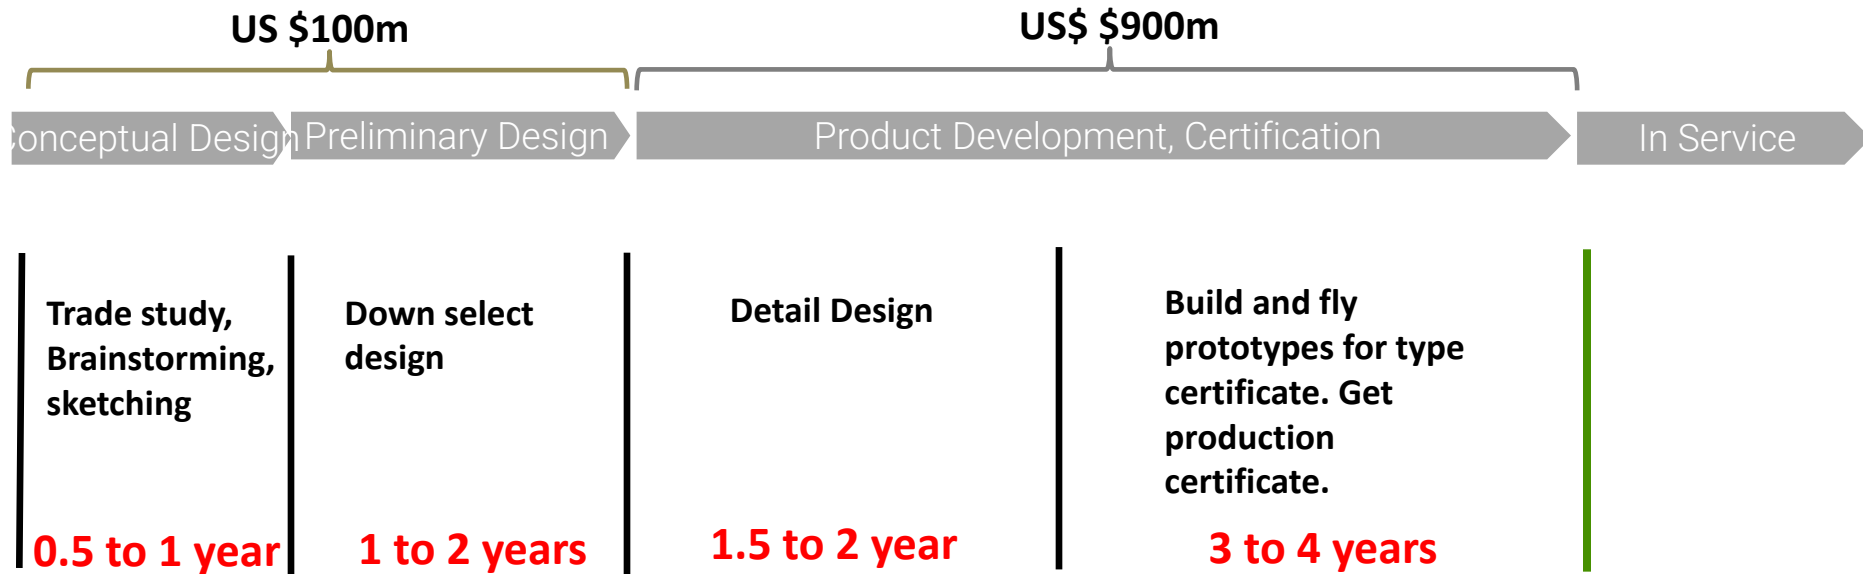 US $100m
US$ $900m
Conceptual Design
Preliminary Design
Product Development, Certification
In Service
Trade study,
Brainstorming,
sketching
Down select
design
Detail Design
Build and fly
prototypes for type
certificate. Get
production
certificate.
0.5 to 1 year
1 to 2 years
1.5 to 2 year
3 to 4 years